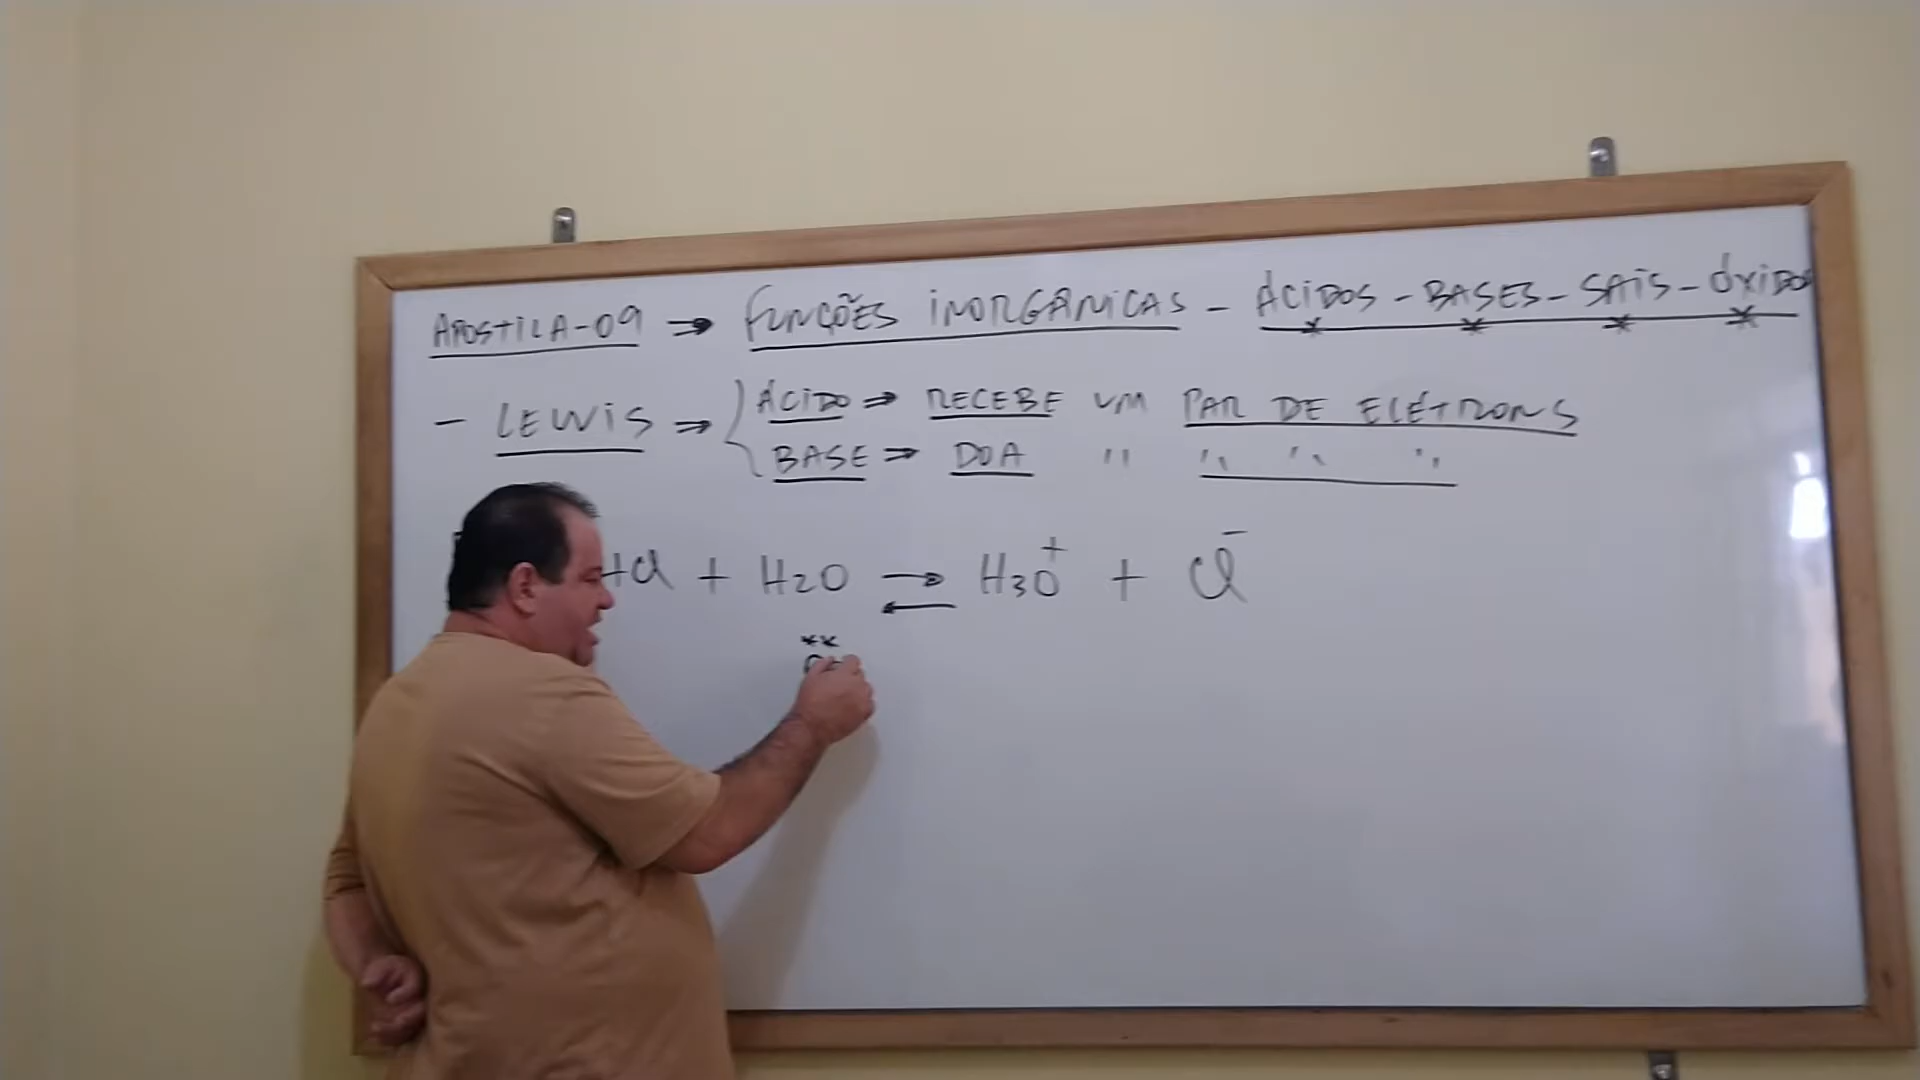 APOSTILA-09 ⇒ FUNÇÕES INORGÂNICAS - ÁCIDOS - BASES - SAIS - ÓXIDOS
- LEWIS ⇒ ÁCIDO ⇒ RECEBE UM PAR DE ELÉTRONS
BASE ⇒ DOA " " " "
HCl + H2O ⇄ H3O+ + Cl-